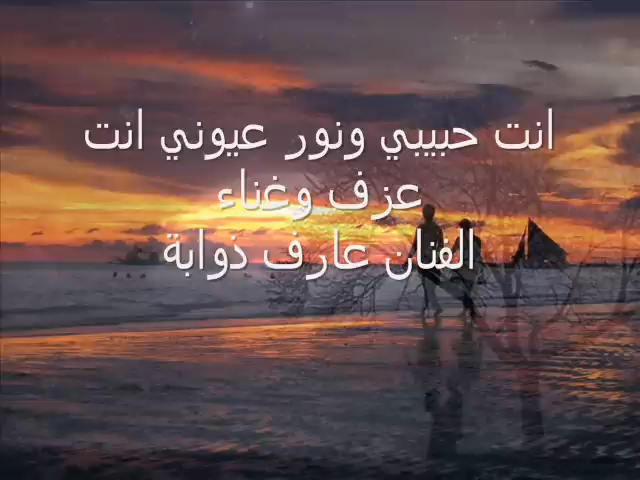 انت حبيبي ونور عيوني انت
عزف وغناء
الفنان عارف ذوابة